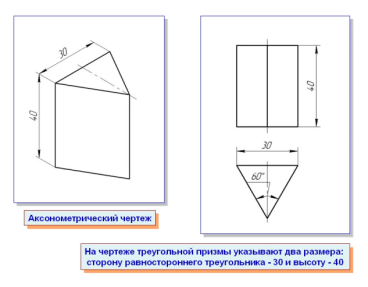 30
40
40
30
60°
Аксонометрический чертеж
На чертеже треугольной призмы указывают два размера:
сторону равностороннего треугольника - 30 и высоту - 40